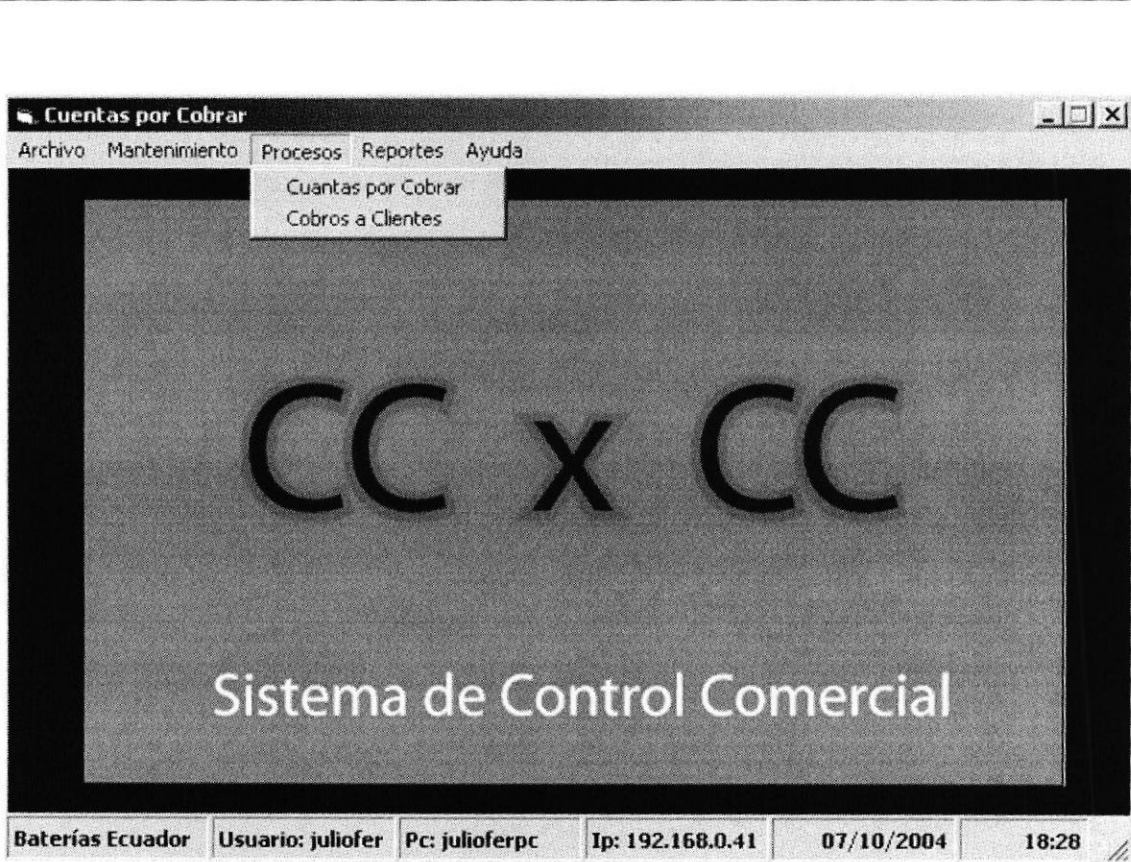 Cuentas por Cobrar
Archivo Mantenimiento Procesos Reportes Ayuda
Cuantas por Cobrar
Cobros a Clientes
CC x CC
Sistema de Control Comercial
Baterías Ecuador Usuario: juliofer Pc: julioferpc Ip: 192.168.0.41 07/10/2004 18:28